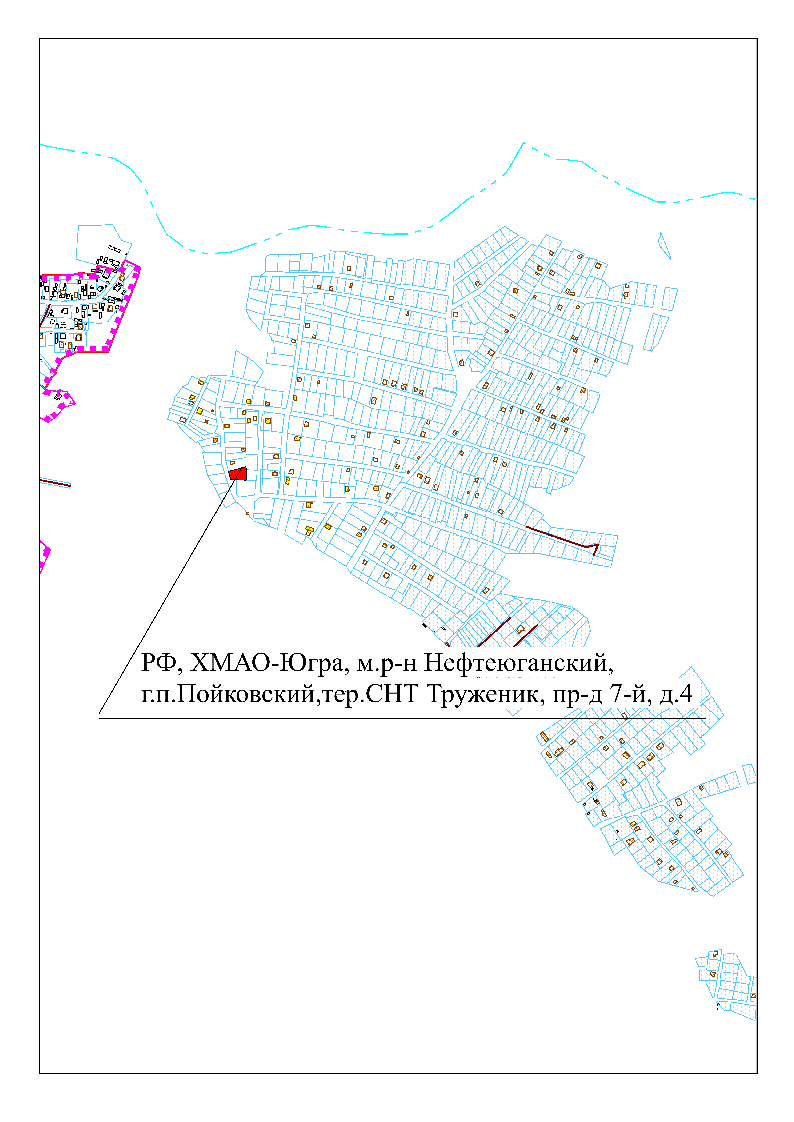 РФ, ХМАО-Югра, м.р-н Нефтеюганский,
г.п.Пойковский,тер.СНТ Труженик, пр-д 7-й, д.4